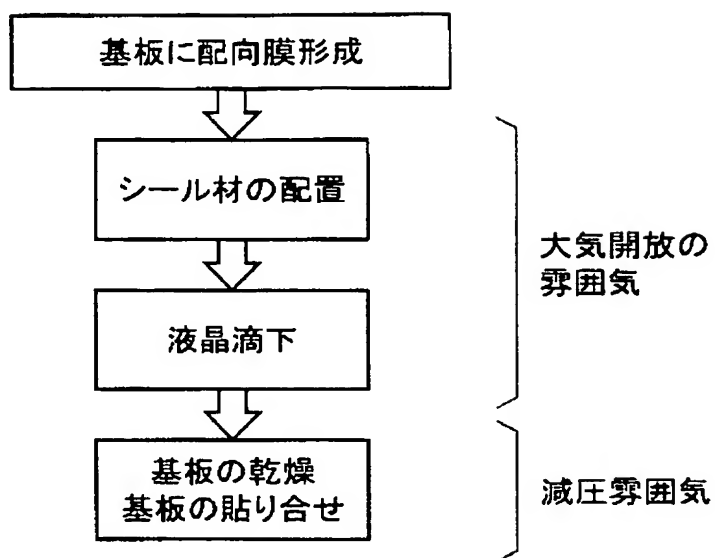 基板に配向膜形成
シール材の配置
大気開放の
雰囲気
液晶滴下
基板の乾燥
基板の貼り合せ
減圧雰囲気